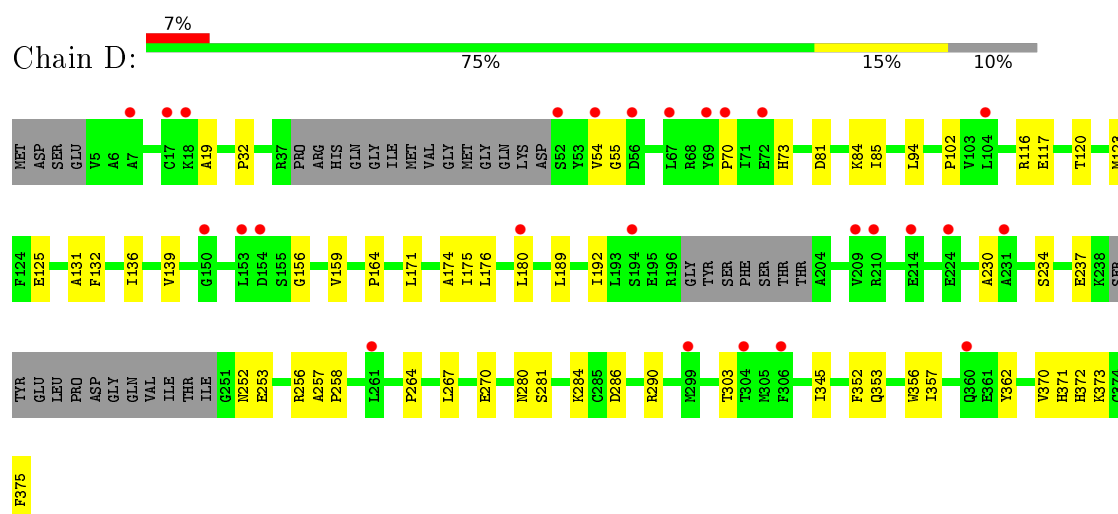 7%
Chain D:
75% 15% 10%
MET ASP SER GLU V5 A6 A7 C17 K18 A19 P32 R37 PRO ARG HIS GLN GLY ILE MET VAL GLY MET GLY GLN LYS ASP S52 Y53 V54 G55 D56 L67 R68 Y69 P70 I71 E72 H73 D81 K84 I85 L94 P102 V103 L104 R116 E117 T120 M123
F124 E125 A131 F132 I136 V139 G150 L153 D154 S155 G156 V159 P164 L171 A174 I175 L176 L180 L189 I192 L193 S194 E195 R196 GLY TYR SER PHE SER THR THR A204 V209 R210 E214 E224 A230 A231 S234 E237 K238 SER
TYR GLU LEU PRO ASP GLY GLN VAL ILE THR ILE G251 N252 E253 R256 A257 P258 L261 P264 L267 E270 N280 S281 K284 C285 D286 R290 M299 T303 T304 M305 F306 I345 F352 Q353 W356 I357 Q360 E361 Y362 V370 H371 H372 K373 C374
F375